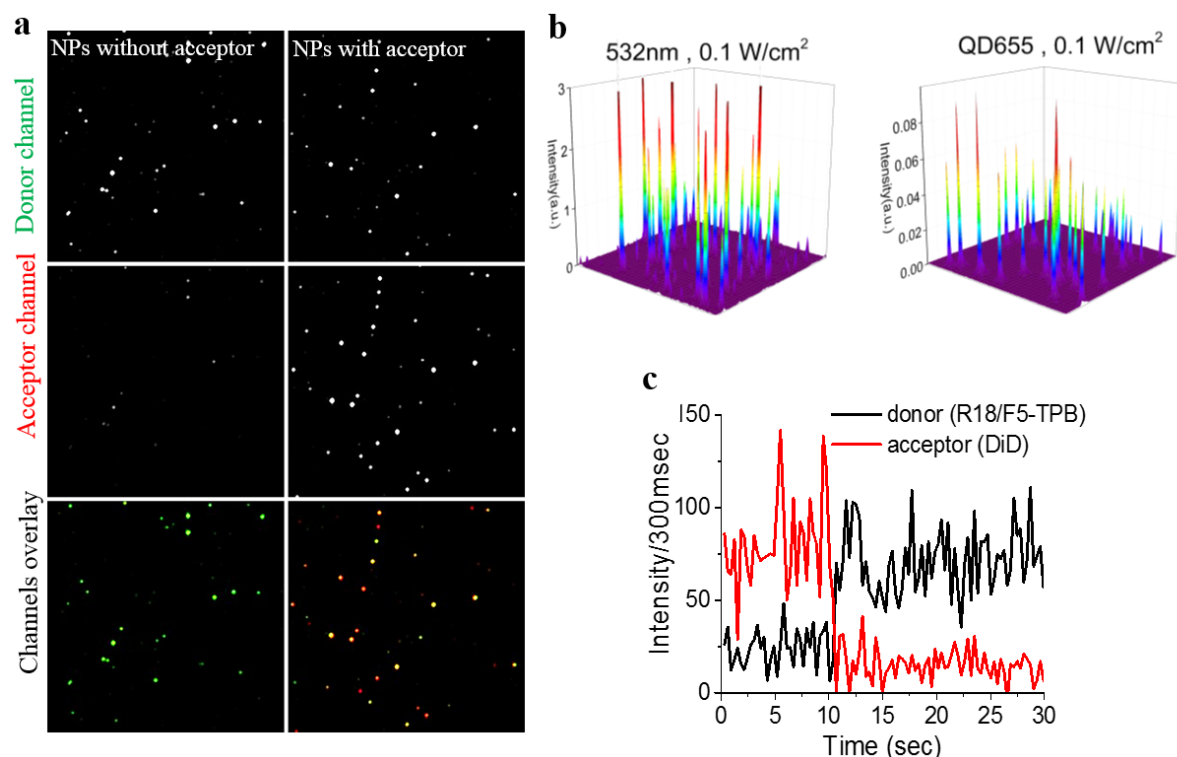 a
NPs without acceptor
NPs with acceptor
Donor channel
Acceptor channel
Channels overlay
b
532nm , 0.1 W/cm²
Intensity(a.u.)
3
2
1
0
QD655 , 0.1 W/cm²
Intensity(a.u.)
0.08
0.06
0.04
0.02
0.00
c
150
100
50
0
Intensity/300msec
donor (R18/F5-TPB)
acceptor (DiD)
0 5 10 15 20 25 30
Time (sec)